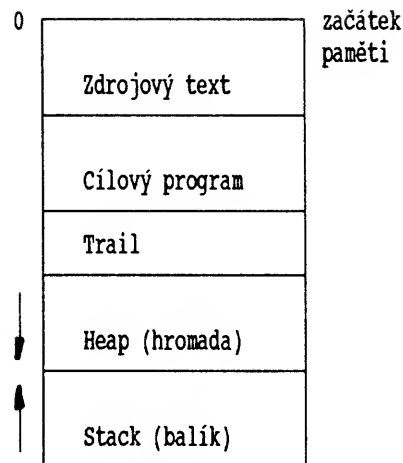 0
začátek
paměti
Zdrojový text
Cílový program
Trail
Heap (hromada)
Stack (balík)